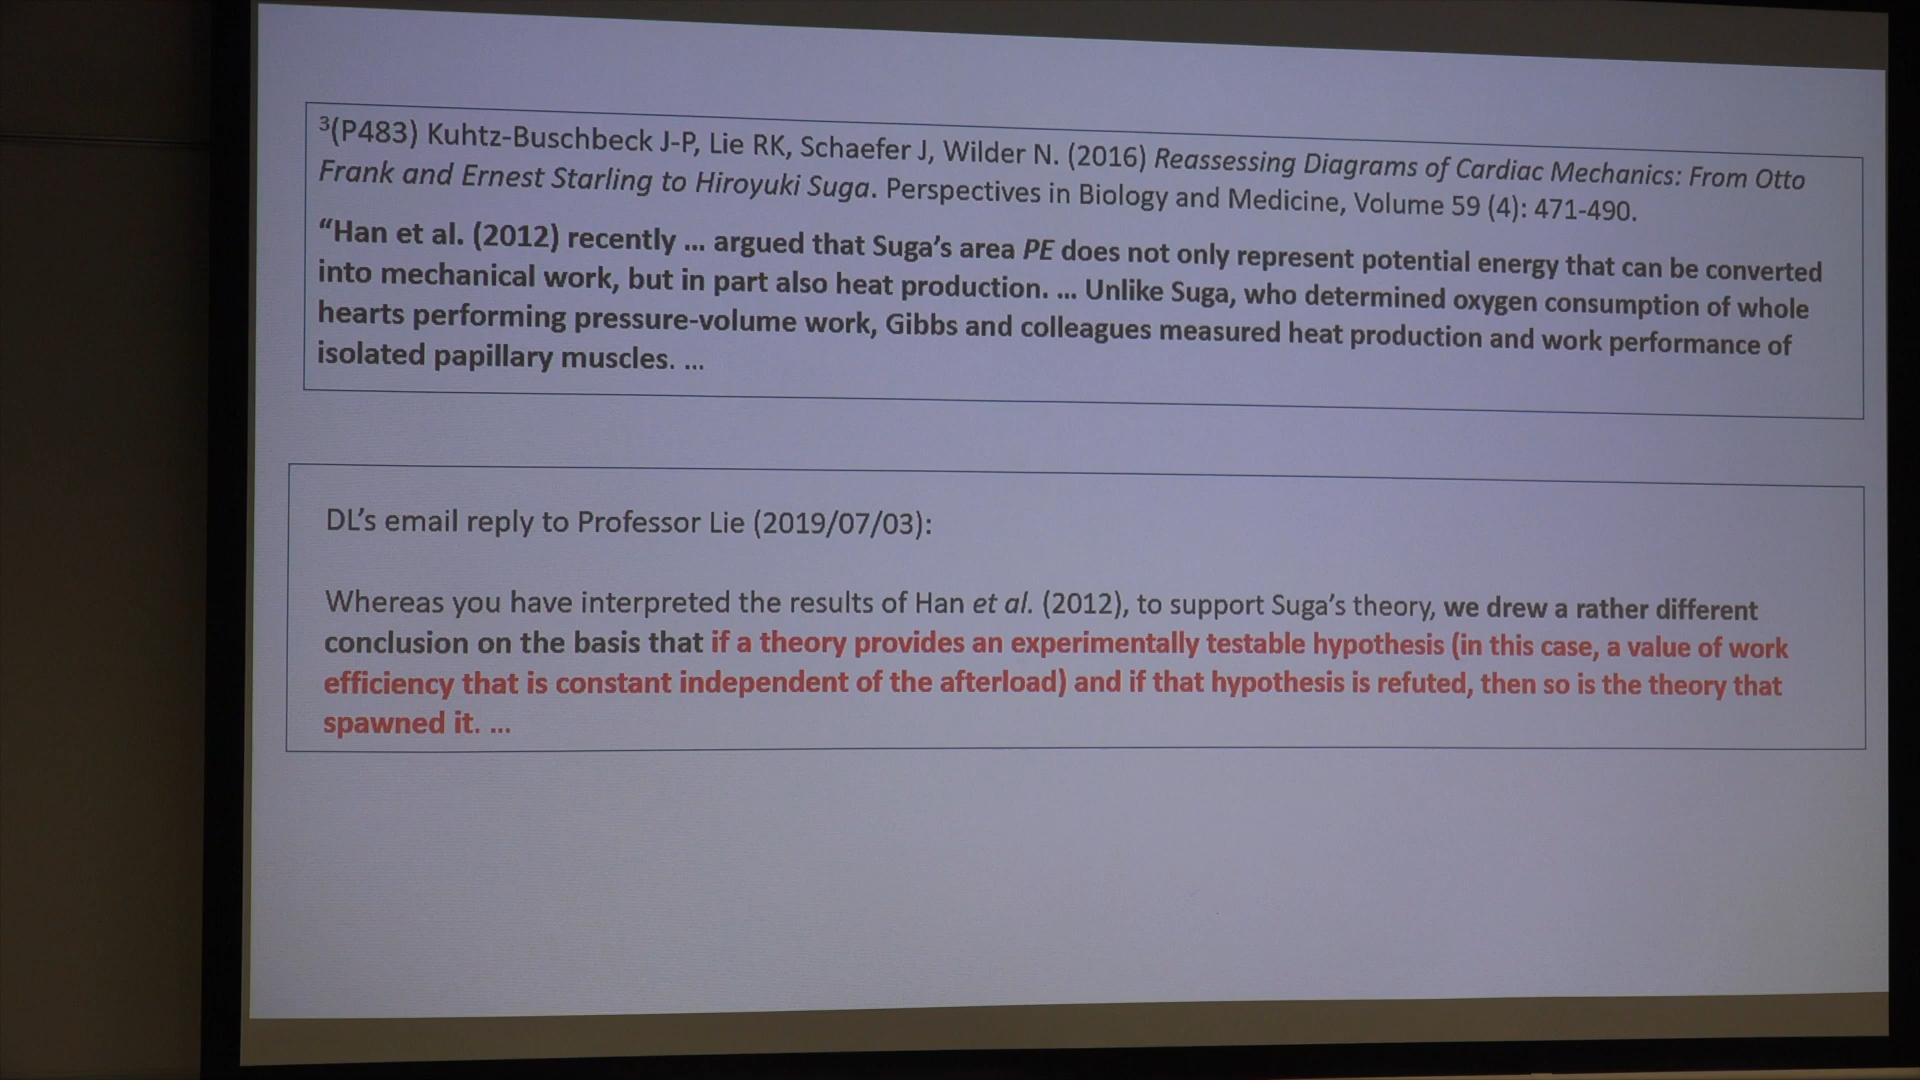 ³(P483) Kuhtz-Buschbeck J-P, Lie RK, Schaefer J, Wilder N. (2016) Reassessing Diagrams of Cardiac Mechanics: From Otto
Frank and Ernest Starling to Hiroyuki Suga. Perspectives in Biology and Medicine, Volume 59 (4): 471-490.
“Han et al. (2012) recently ... argued that Suga’s area PE does not only represent potential energy that can be converted
into mechanical work, but in part also heat production. ... Unlike Suga, who determined oxygen consumption of whole
hearts performing pressure-volume work, Gibbs and colleagues measured heat production and work performance of
isolated papillary muscles. ...
DL’s email reply to Professor Lie (2019/07/03):
Whereas you have interpreted the results of Han et al. (2012), to support Suga’s theory, we drew a rather different
conclusion on the basis that if a theory provides an experimentally testable hypothesis (in this case, a value of work
efficiency that is constant independent of the afterload) and if that hypothesis is refuted, then so is the theory that
spawned it. ...